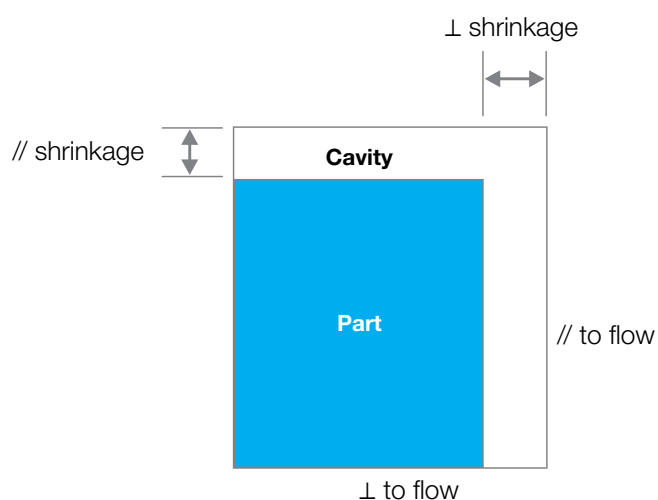 ⊥ shrinkage
// shrinkage
Cavity
Part
// to flow
⊥ to flow